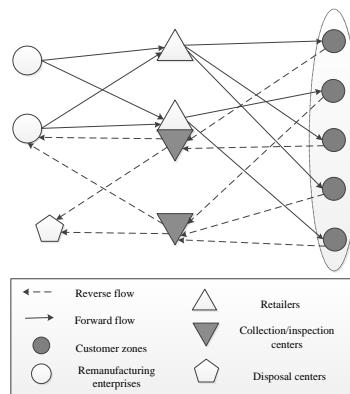 Reverse flow
Forward flow
Customer zones
Remanufacturing
enterprises
Retailers
Collection/inspection
centers
Disposal centers